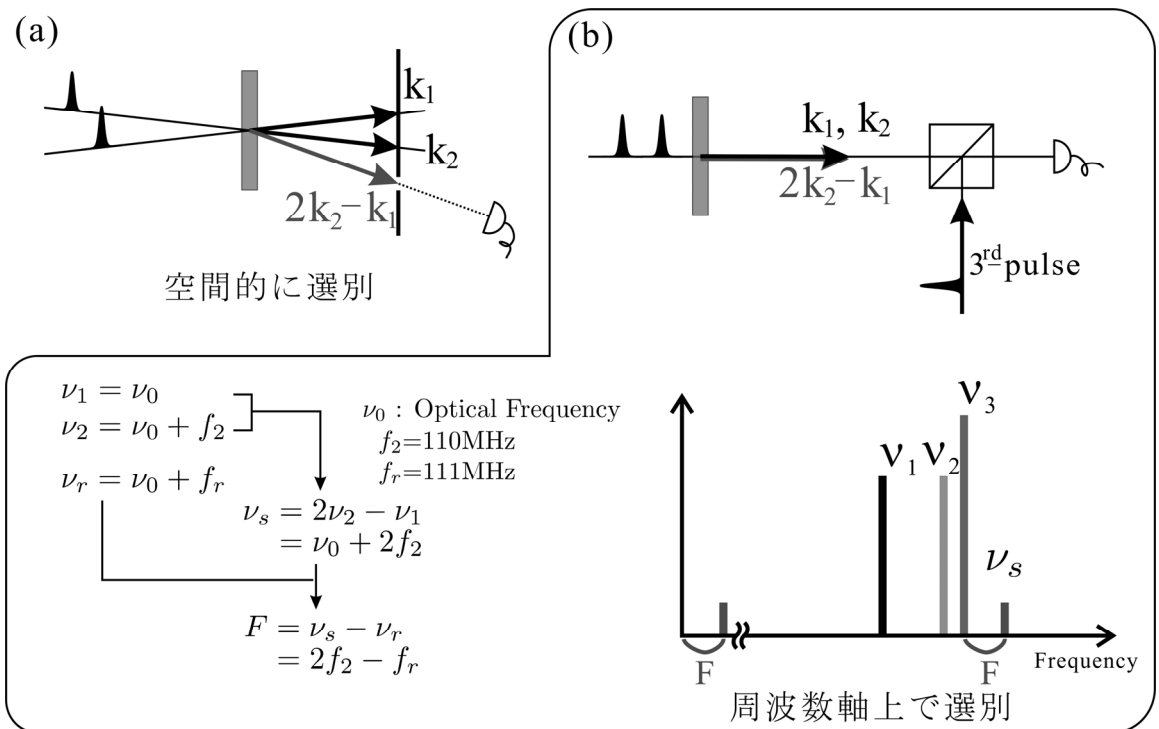 (a)
k₁
k₂
2k₂−k₁
空間的に選別
(b)
k₁, k₂
2k₂−k₁
3rd pulse
ν₁ = ν₀
ν₂ = ν₀ + f₂
νᵣ = ν₀ + fᵣ
ν₀ : Optical Frequency
f₂=110MHz
fᵣ=111MHz
νₛ = 2ν₂ − ν₁
= ν₀ + 2f₂
F = νₛ − νᵣ
= 2f₂ − fᵣ
ν₃
ν₁ ν₂
νₛ
F
F
Frequency
周波数軸上で選別